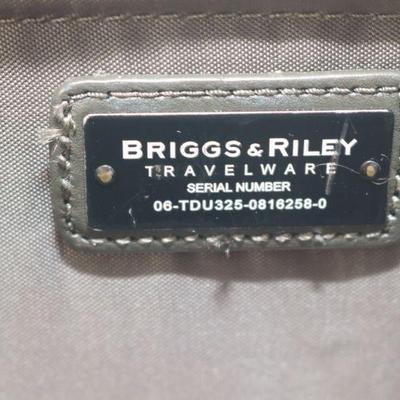 BRIGGS & RILEY
TRAVELWARE
SERIAL NUMBER
06-TDU325-0816258-0